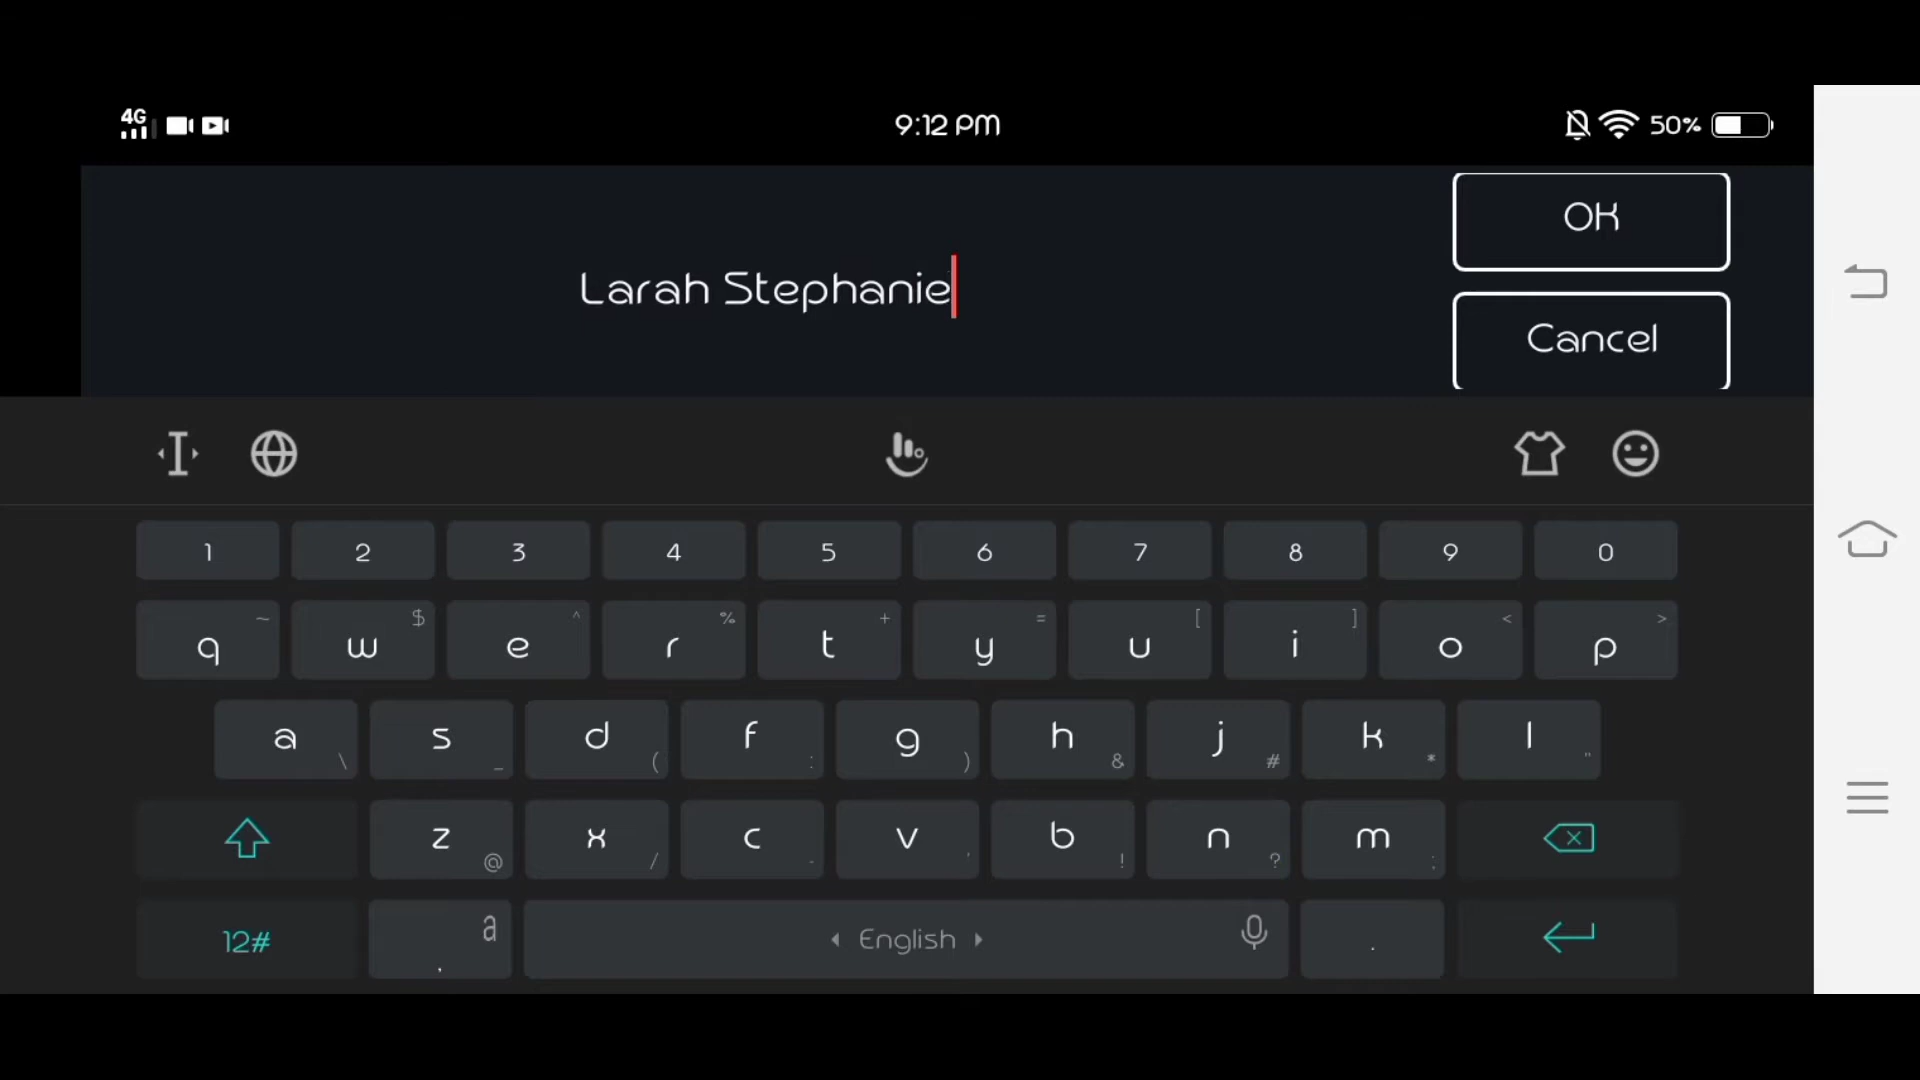 4G
9:12 PM
50%
OK
Larah Stephanie
Cancel
1 2 3 4 5 6 7 8 9 0
~ $ ^ % + = [ ] < >
q w e r t y u i o p
a s d f g h j k l
\ _ ( : ) & # * "
z x c v b n m
@ / - ' ! ? ;
12# , a English .